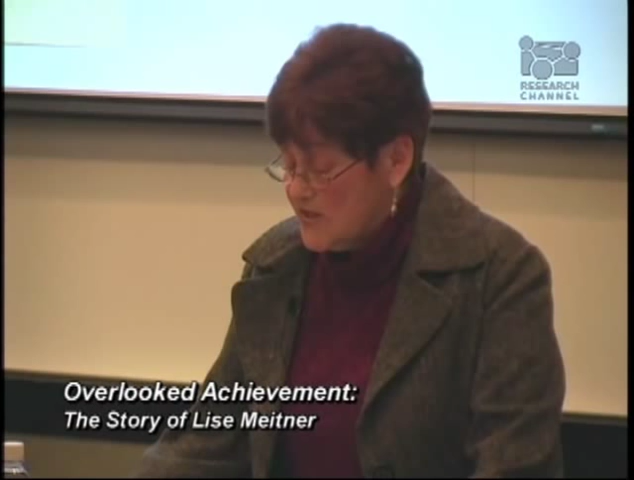 RESEARCH
CHANNEL
Overlooked Achievement:
The Story of Lise Meitner